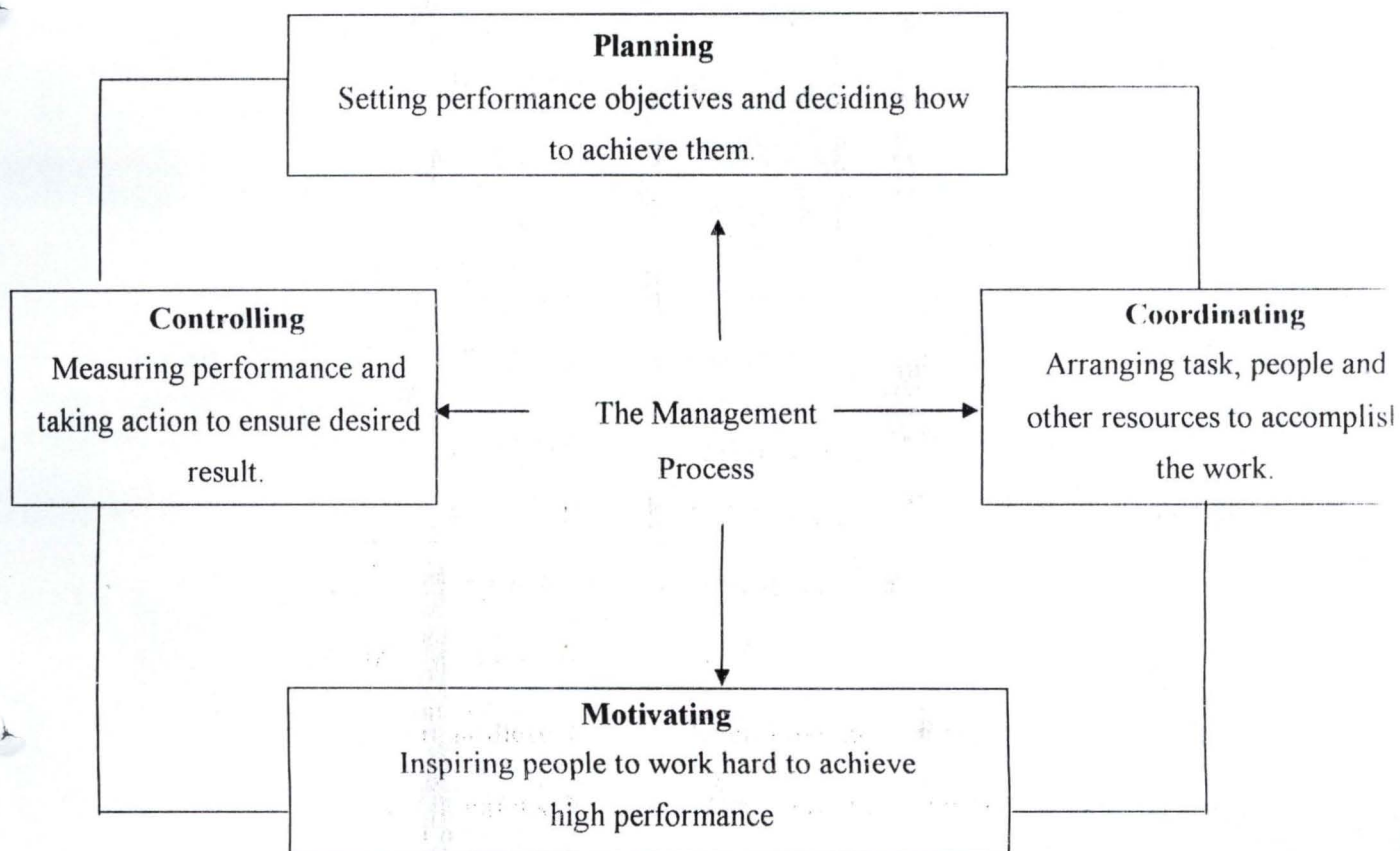 Planning
Setting performance objectives and deciding how
to achieve them.
Controlling
Measuring performance and
taking action to ensure desired
result.
The Management
Process
Coordinating
Arranging task, people and
other resources to
the work.
Motivating
Inspiring people to work hard to achieve
high performance